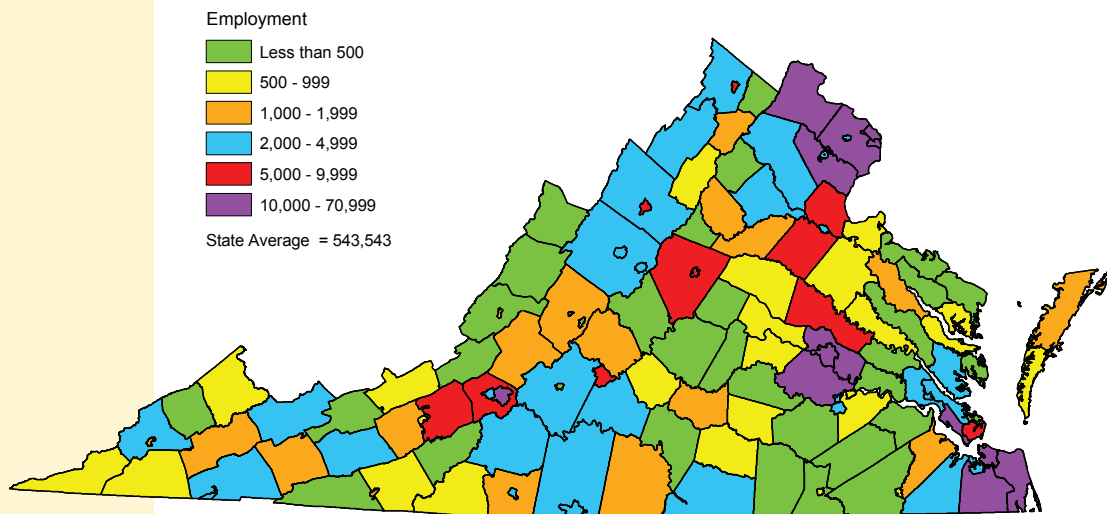 Employment
Less than 500
500 - 999
1,000 - 1,999
2,000 - 4,999
5,000 - 9,999
10,000 - 70,999
State Average = 543,543